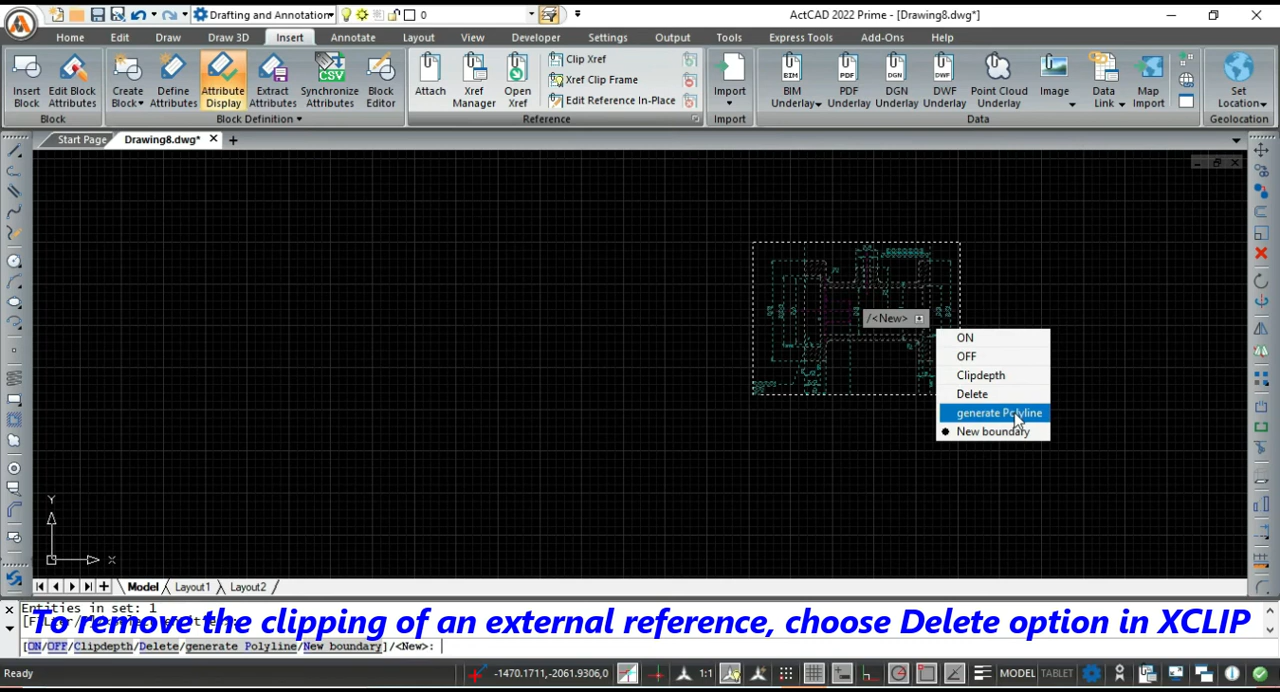 Drafting and Annotation
0
ActCAD 2022 Prime - [Drawing8.dwg*]
Home Edit Draw Draw 3D Insert Annotate Layout View Developer Settings Output Tools Express Tools Add-Ons Help
Insert Block
Edit Block Attributes
Create Block
Define Attributes
Attribute Display
Extract Attributes
CSV
Synchronize Attributes
Block Editor
Attach
Xref Manager
Open Xref
Clip Xref
Xref Clip Frame
Edit Reference In-Place
Import
BIM
BIM Underlay
PDF
PDF Underlay
DGN
DGN Underlay
DWF
DWF Underlay
Point Cloud Underlay
Image
Data Link
Map Import
Set Location
Block
Block Definition
Reference
Import
Data
Geolocation
Start Page
Drawing8.dwg*
/<New>
ON
OFF
Clipdepth
Delete
generate Polyline
New boundary
Y
X
Model Layout1 Layout2
Entities in set: 1
To remove the clipping of an external reference, choose Delete option in XCLIP
[ON/OFF/Clipdepth/Delete/generate Polyline/New boundary]/<New>:
Ready
-1470.1711,-2061.9306,0
1:1
MODEL
TABLET